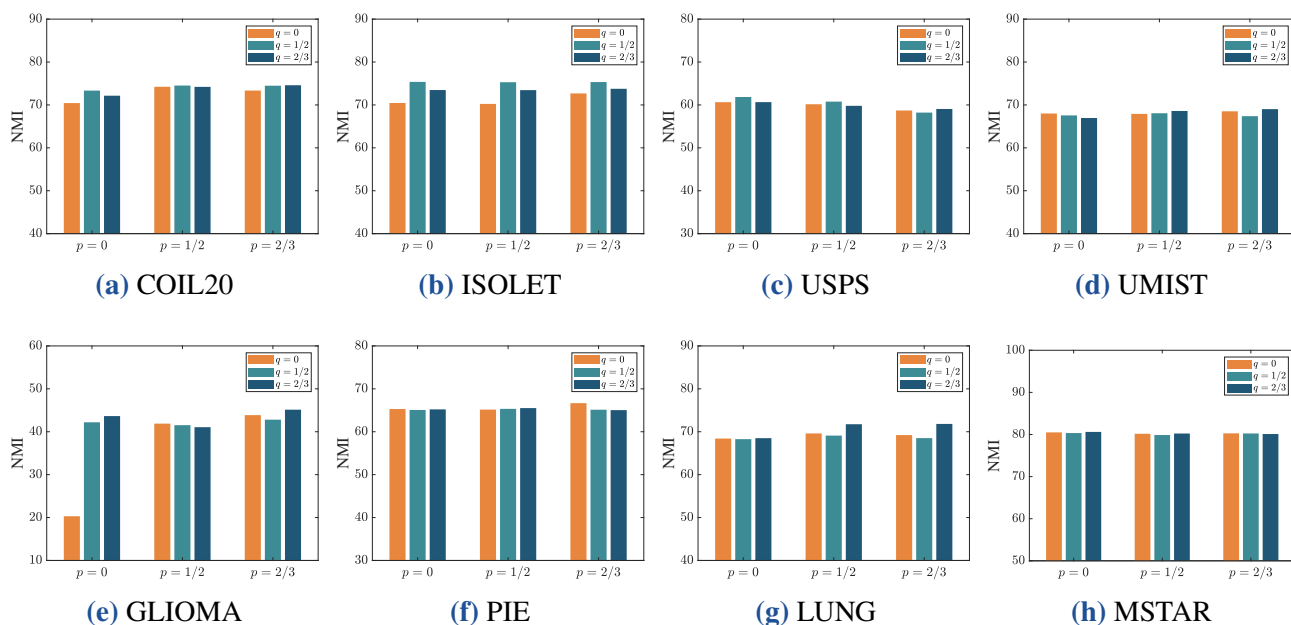 90
80
70
60
50
40
NMI
q = 0
q = 1/2
q = 2/3
p = 0
p = 1/2
p = 2/3
(a) COIL20
90
80
70
60
50
40
NMI
q = 0
q = 1/2
q = 2/3
p = 0
p = 1/2
p = 2/3
(b) ISOLET
80
70
60
50
40
30
NMI
q = 0
q = 1/2
q = 2/3
p = 0
p = 1/2
p = 2/3
(c) USPS
90
80
70
60
50
40
NMI
q = 0
q = 1/2
q = 2/3
p = 0
p = 1/2
p = 2/3
(d) UMIST
60
50
40
30
20
10
NMI
q = 0
q = 1/2
q = 2/3
p = 0
p = 1/2
p = 2/3
(e) GLIOMA
80
70
60
50
40
30
NMI
q = 0
q = 1/2
q = 2/3
p = 0
p = 1/2
p = 2/3
(f) PIE
90
80
70
60
50
40
NMI
q = 0
q = 1/2
q = 2/3
p = 0
p = 1/2
p = 2/3
(g) LUNG
100
90
80
70
60
50
NMI
q = 0
q = 1/2
q = 2/3
p = 0
p = 1/2
p = 2/3
(h) MSTAR